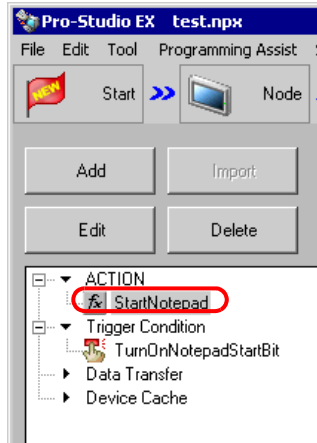 Pro-Studio EX   test.npx
File Edit Tool Programming Assist
NEW Start Node
Add Import
Edit Delete
ACTION
fx StartNotepad
Trigger Condition
TurnOnNotepadStartBit
Data Transfer
Device Cache